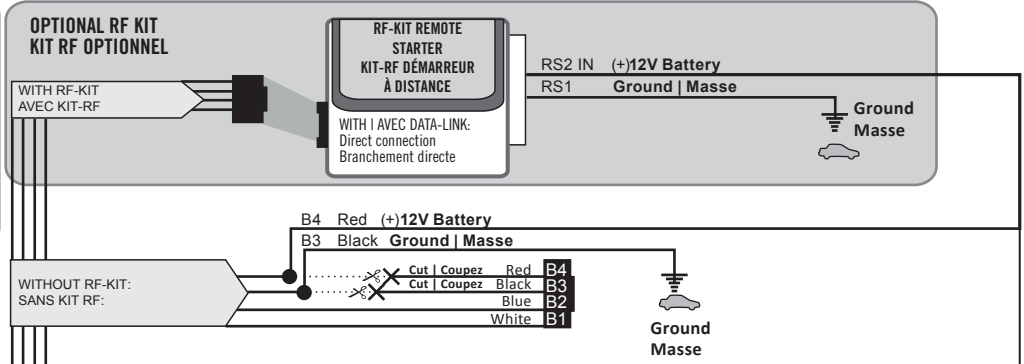 OPTIONAL RF KIT
KIT RF OPTIONNEL
RF-KIT REMOTE
STARTER
KIT-RF DÉMARREUR
À DISTANCE
RS2 IN (+)12V Battery
RS1 Ground | Masse
WITH RF-KIT
AVEC KIT-RF
Ground
Masse
WITH | AVEC DATA-LINK:
Direct connection
Branchement directe
B4 Red (+)12V Battery
B3 Black Ground | Masse
WITHOUT RF-KIT:
SANS KIT RF:
Cut | Coupez Red B4
Cut | Coupez Black B3
Blue B2
White B1
Ground
Masse